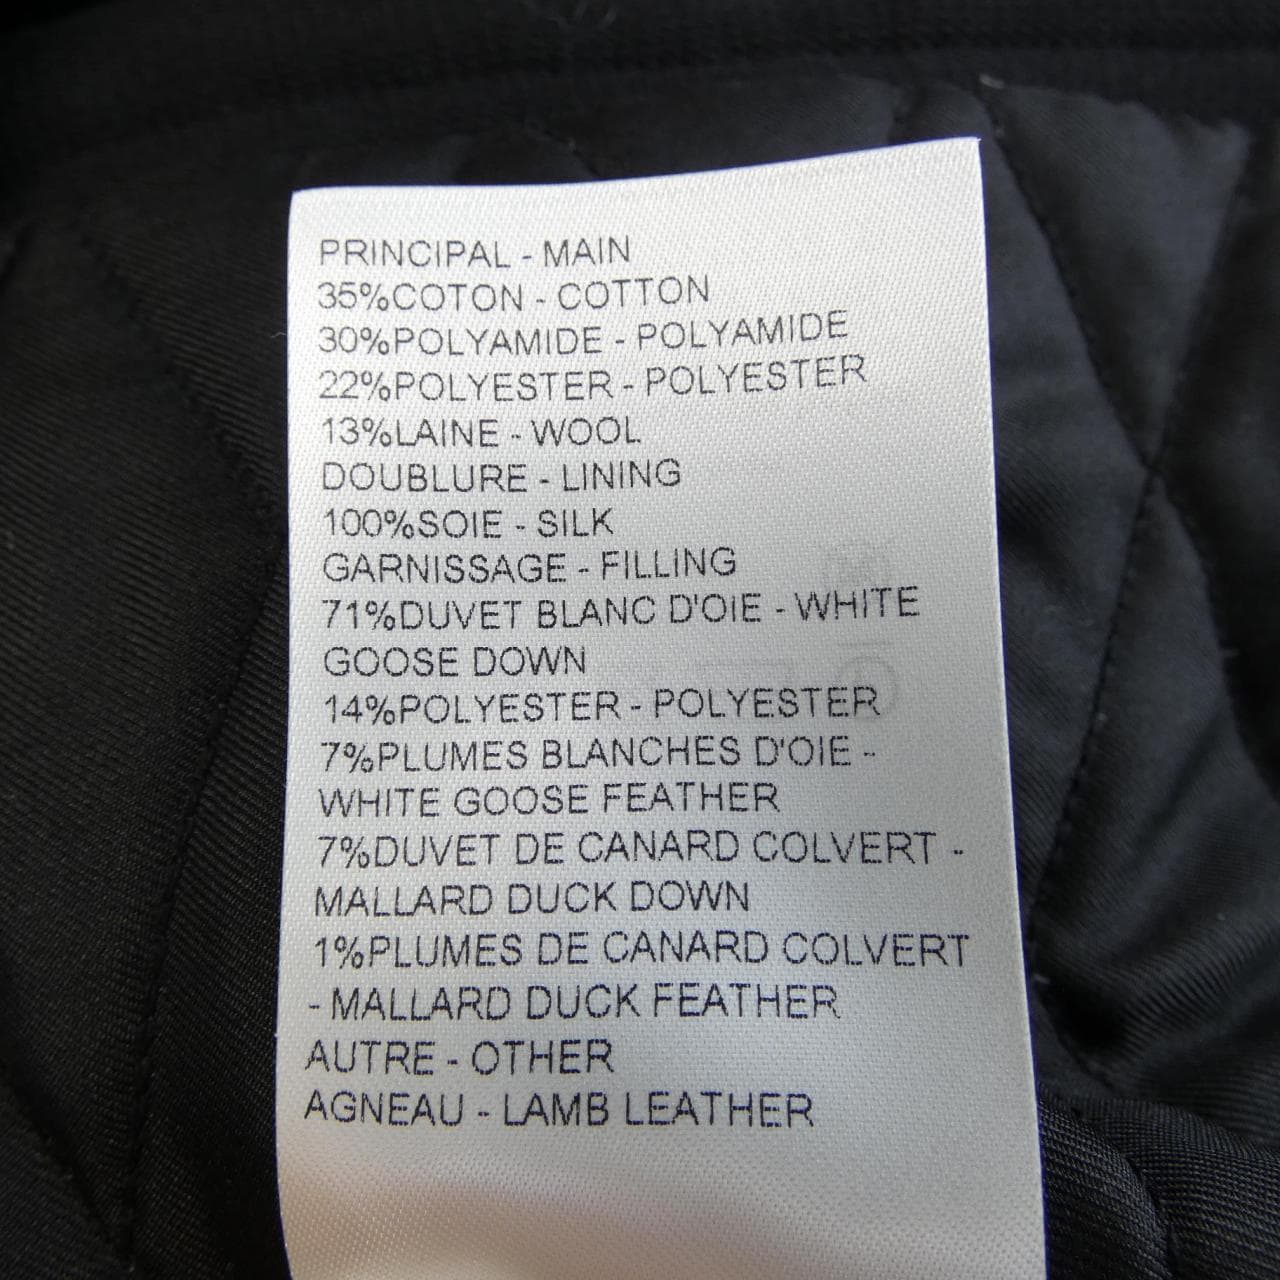 PRINCIPAL - MAIN
35%COTON - COTTON
30%POLYAMIDE - POLYAMIDE
22%POLYESTER - POLYESTER
13%LAINE - WOOL
DOUBLURE - LINING
100%SOIE - SILK
GARNISSAGE - FILLING
71%DUVET BLANC D'OIE - WHITE
GOOSE DOWN
14%POLYESTER - POLYESTER
7%PLUMES BLANCHES D'OIE -
WHITE GOOSE FEATHER
7%DUVET DE CANARD COLVERT -
MALLARD DUCK DOWN
1%PLUMES DE CANARD COLVERT
- MALLARD DUCK FEATHER
AUTRE - OTHER
AGNEAU - LAMB LEATHER